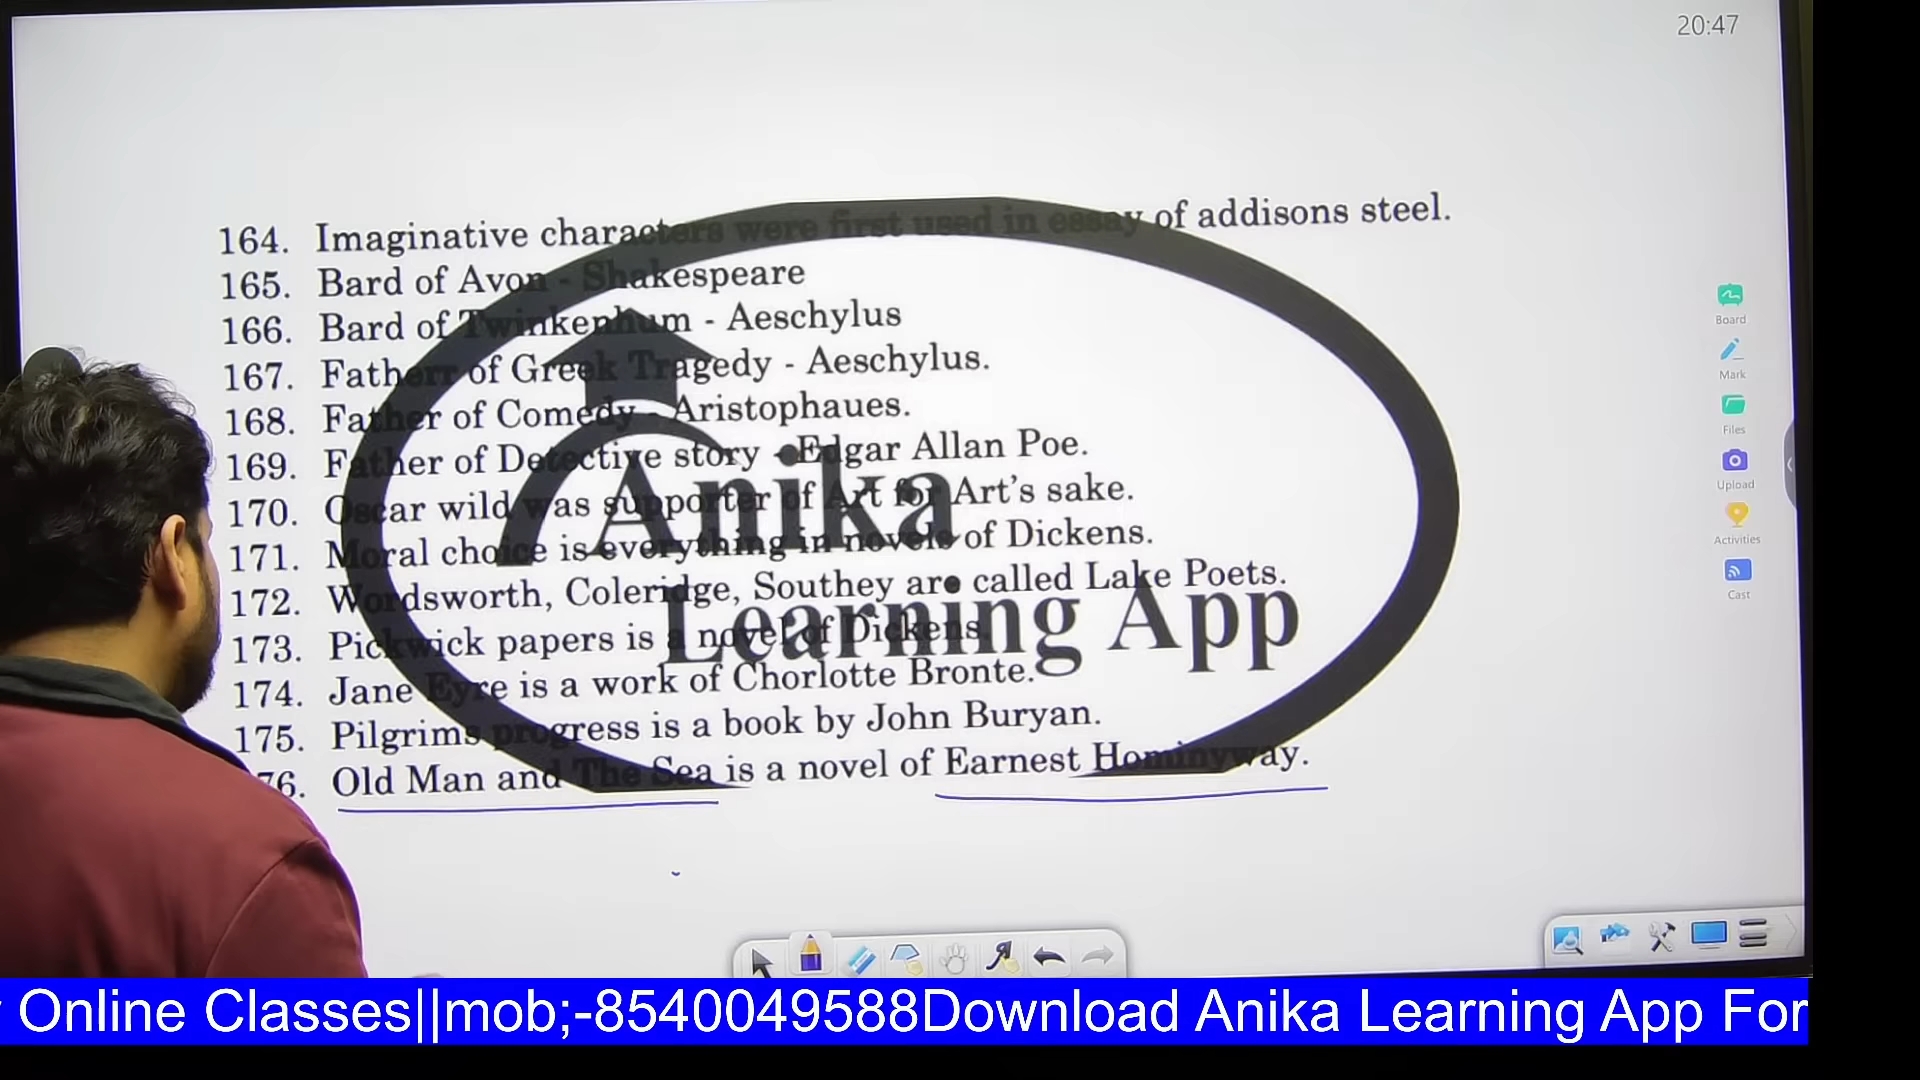 20:47
164. Imaginative characters were first used in essay of addisons steel.
165. Bard of Avon - Shakespeare
166. Bard of Twinkenhum - Aeschylus
167. Fatherr of Greek Tragedy - Aeschylus.
168. Father of Comedy - Aristophaues.
169. Father of Detective story - Edgar Allan Poe.
170. Oscar wild was supporter of Art for Art's sake.
171. Moral choice is everything in novels of Dickens.
172. Wordsworth, Coleridge, Southey are called Lake Poets.
173. Pickwick papers is a novel of Dickens.
174. Jane Eyre is a work of Chorlotte Bronte.
175. Pilgrims progress is a book by John Buryan.
76. Old Man and The Sea is a novel of Earnest Hominyway.
Anika
Learning App
Board
Mark
Files
Upload
Activities
Cast
Online Classes||mob;-8540049588Download Anika Learning App For